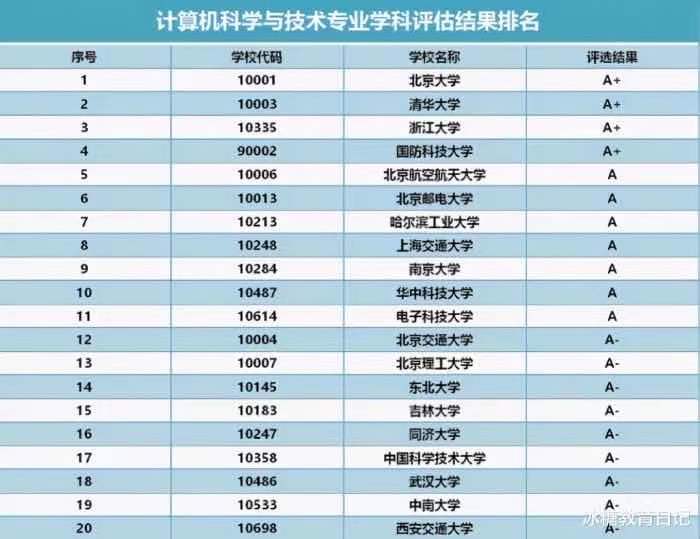 计算机科学与技术专业学科评估结果排名
序号 学校代码 学校名称 评选结果
1 10001 北京大学 A+
2 10003 清华大学 A+
3 10335 浙江大学 A+
4 90002 国防科技大学 A+
5 10006 北京航空航天大学 A
6 10013 北京邮电大学 A
7 10213 哈尔滨工业大学 A
8 10248 上海交通大学 A
9 10284 南京大学 A
10 10487 华中科技大学 A
11 10614 电子科技大学 A
12 10004 北京交通大学 A-
13 10007 北京理工大学 A-
14 10145 东北大学 A-
15 10183 吉林大学 A-
16 10247 同济大学 A-
17 10358 中国科学技术大学 A-
18 10486 武汉大学 A-
19 10533 中南大学 A-
20 10698 西安交通大学 A-
冰糖教育日记